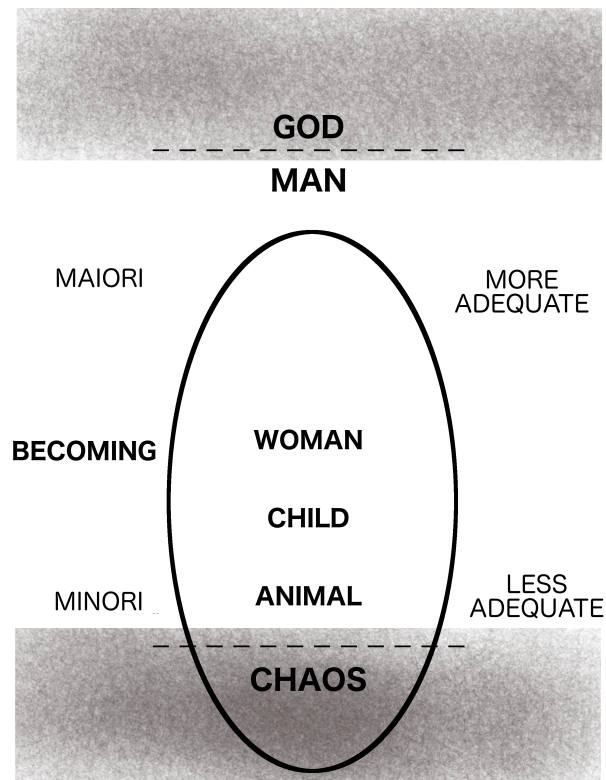 GOD
MAN
MAIORI
MORE
ADEQUATE
WOMAN
BECOMING
CHILD
ANIMAL
MINORI
LESS
ADEQUATE
CHAOS